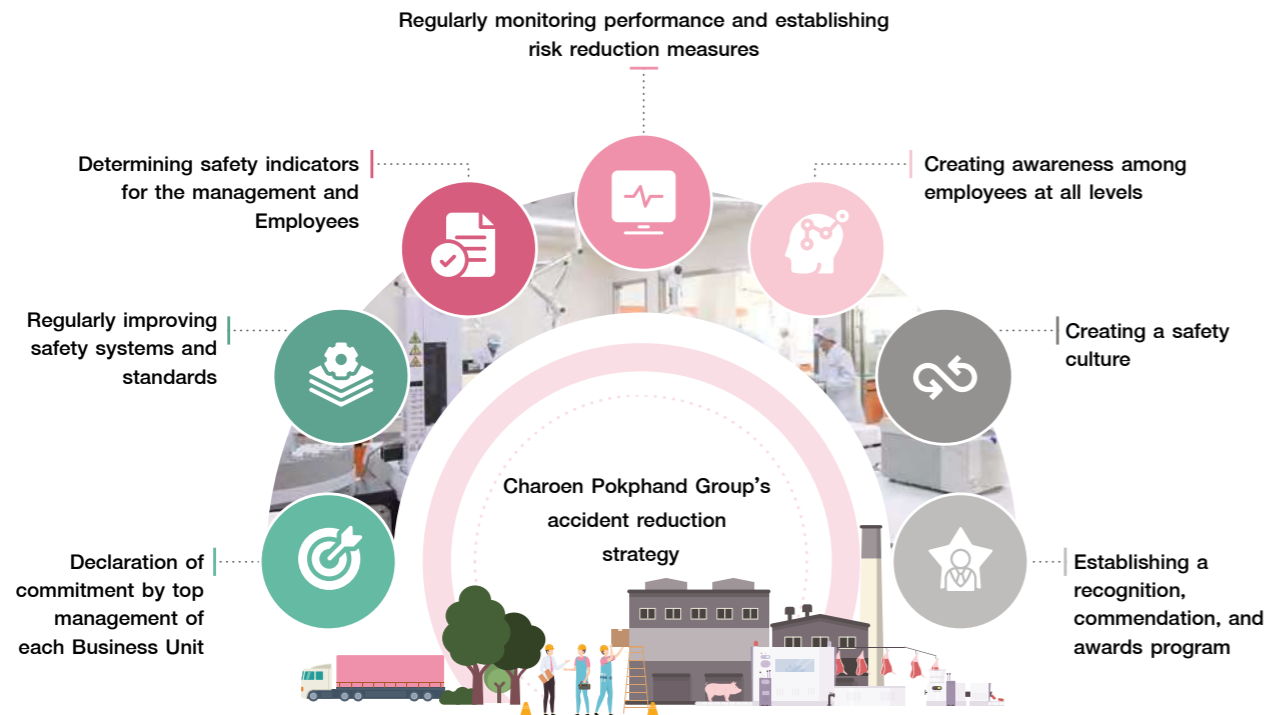 Regularly monitoring performance and establishing
risk reduction measures
Determining safety indicators
for the management and
Employees
Creating awareness among
employees at all levels
Regularly improving
safety systems and
standards
Creating a safety
culture
Charoen Pokphand Group's
accident reduction
strategy
Declaration of
commitment by top
management of
each Business Unit
Establishing a
recognition,
commendation, and
awards program